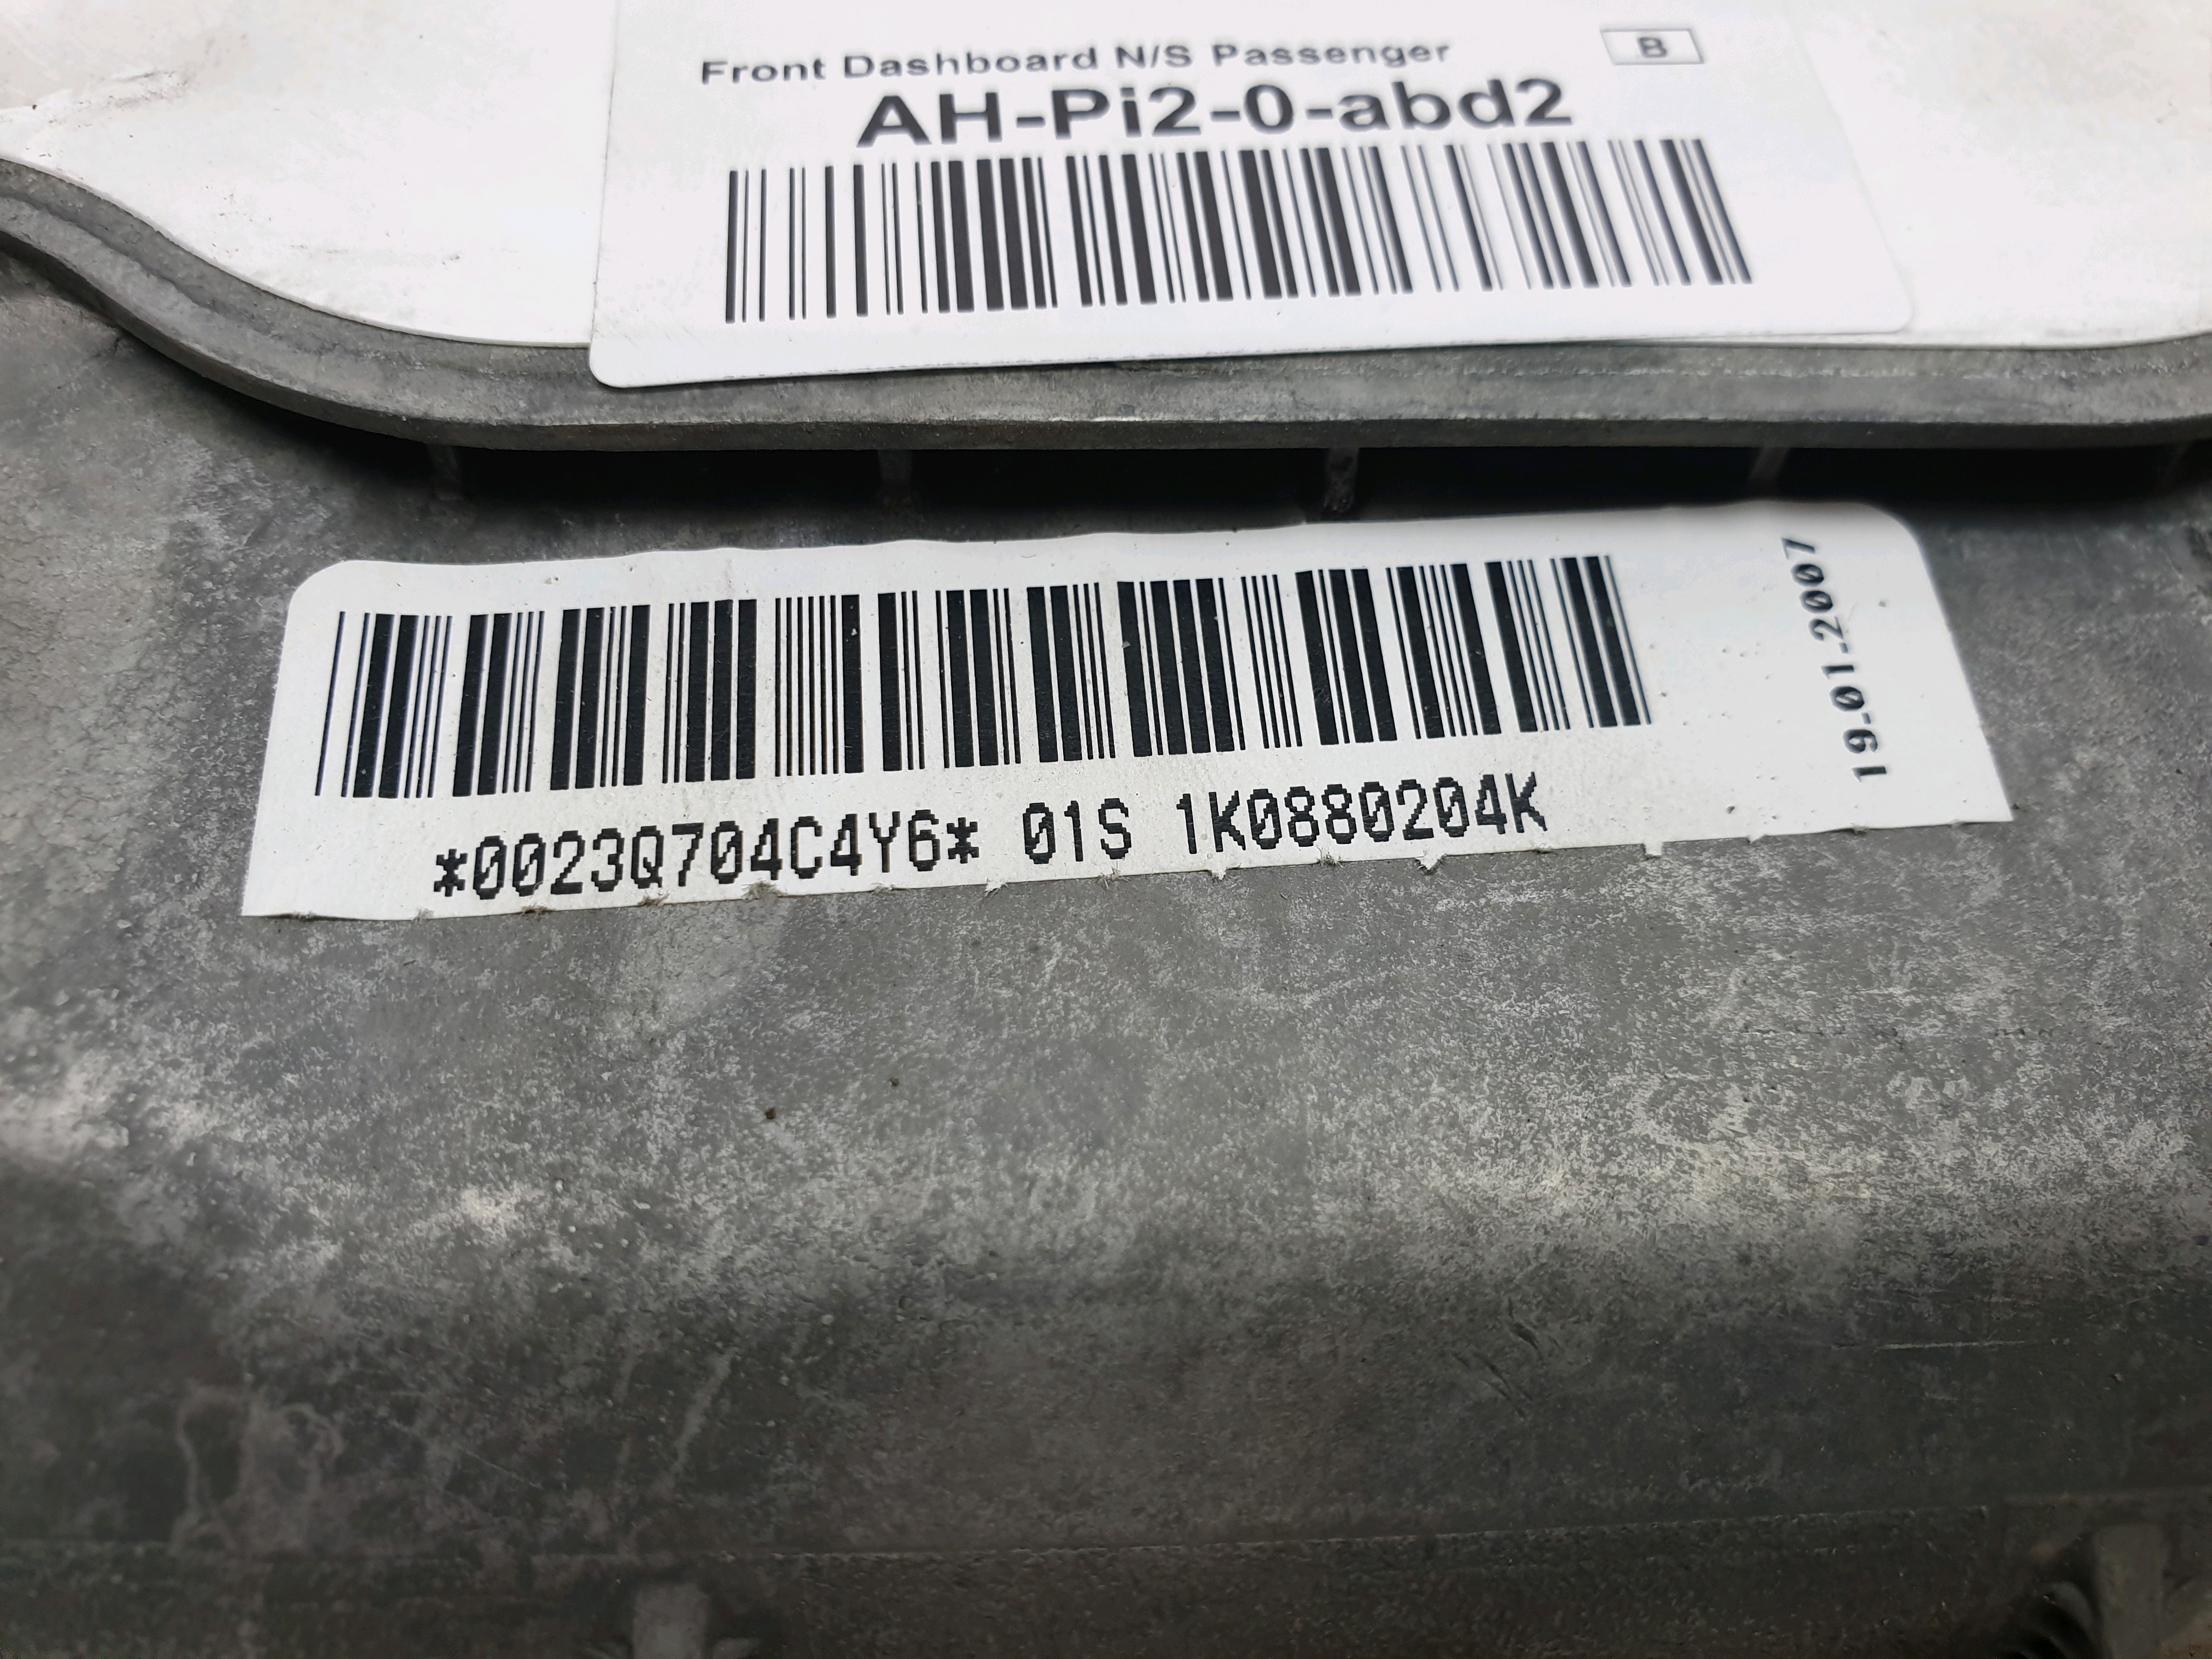 Front Dashboard N/S Passenger
B
AH-Pi2-0-abd2
*0023Q704C4Y6* 01S 1K0880204K
19-01-2007